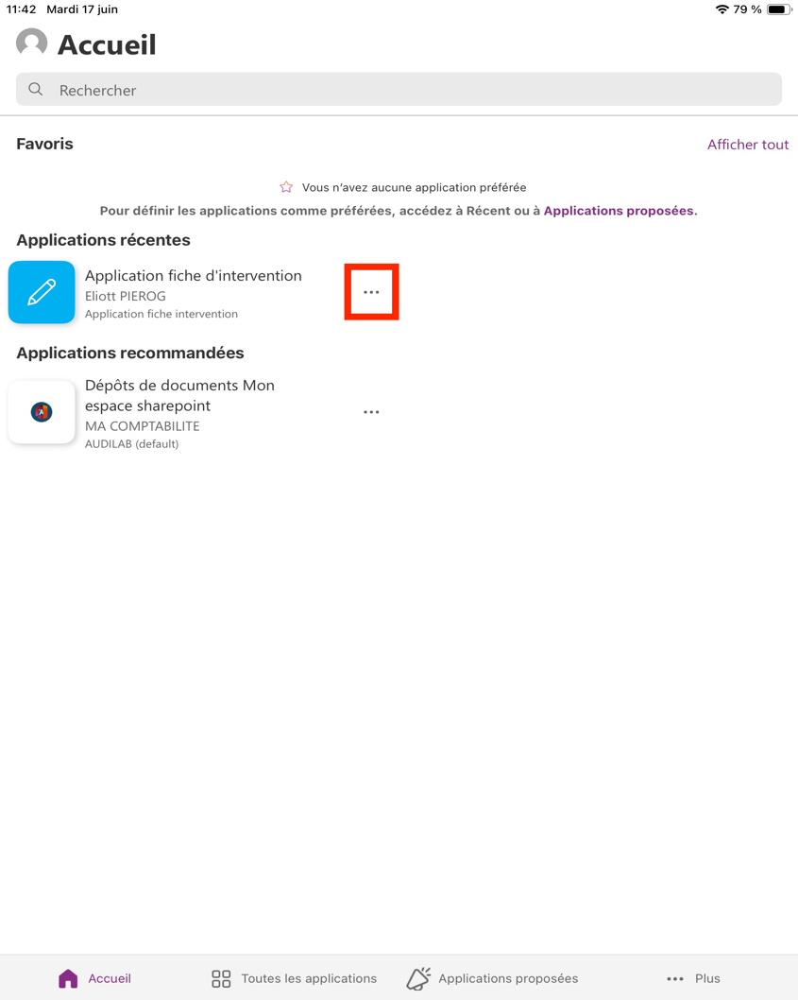 11:42 Mardi 17 juin 79 %
Accueil
Rechercher
Favoris Afficher tout
Vous n'avez aucune application préférée
Pour définir les applications comme préférées, accédez à Récent ou à Applications proposées.
Applications récentes
Application fiche d'intervention
Eliott PIEROG
Application fiche intervention
Applications recommandées
Dépôts de documents Mon
espace sharepoint
MA COMPTABILITE
AUDILAB (default)
Accueil Toutes les applications Applications proposées Plus